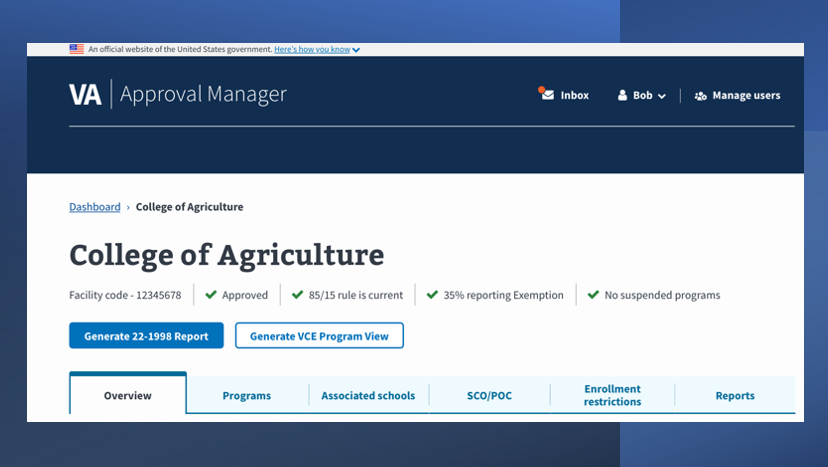 An official website of the United States government. Here's how you know
VA | Approval Manager
Inbox
Bob
Manage users
Dashboard › College of Agriculture
College of Agriculture
Facility code - 12345678
Approved
85/15 rule is current
35% reporting Exemption
No suspended programs
Generate 22-1998 Report
Generate VCE Program View
Overview
Programs
Associated schools
SCO/POC
Enrollment
restrictions
Reports